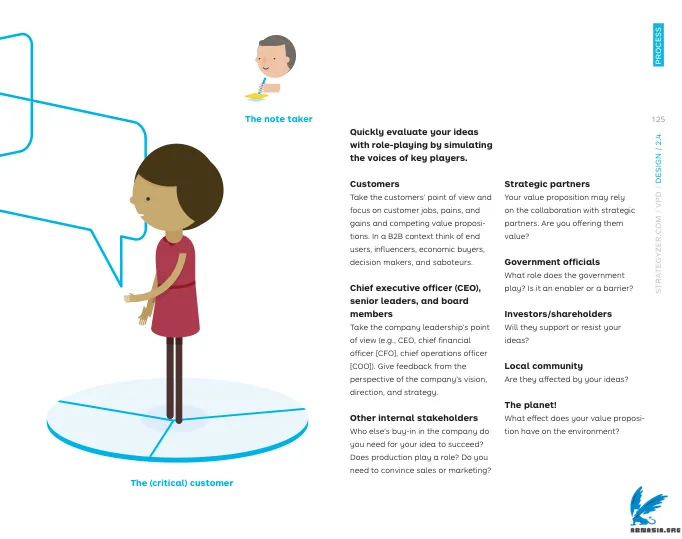 PROCESS
125
STRATEGYZER.COM / VPD / DESIGN / 2.4
The note taker
Quickly evaluate your ideas
with role-playing by simulating
the voices of key players.
Customers
Take the customers' point of view and
focus on customer jobs, pains, and
gains and competing value proposi-
tions. In a B2B context think of end
users, influencers, economic buyers,
decision makers, and saboteurs.
Chief executive officer (CEO),
senior leaders, and board
members
Take the company leadership's point
of view (e.g., CEO, chief financial
officer [CFO], chief operations officer
[COO]). Give feedback from the
perspective of the company's vision,
direction, and strategy.
Other internal stakeholders
Who else's buy-in in the company do
you need for your idea to succeed?
Does production play a role? Do you
need to convince sales or marketing?
Strategic partners
Your value proposition may rely
on the collaboration with strategic
partners. Are you offering them
value?
Government officials
What role does the government
play? Is it an enabler or a barrier?
Investors/shareholders
Will they support or resist your
ideas?
Local community
Are they affected by your ideas?
The planet!
What effect does your value proposi-
tion have on the environment?
The (critical) customer
ABNASIA.ORG